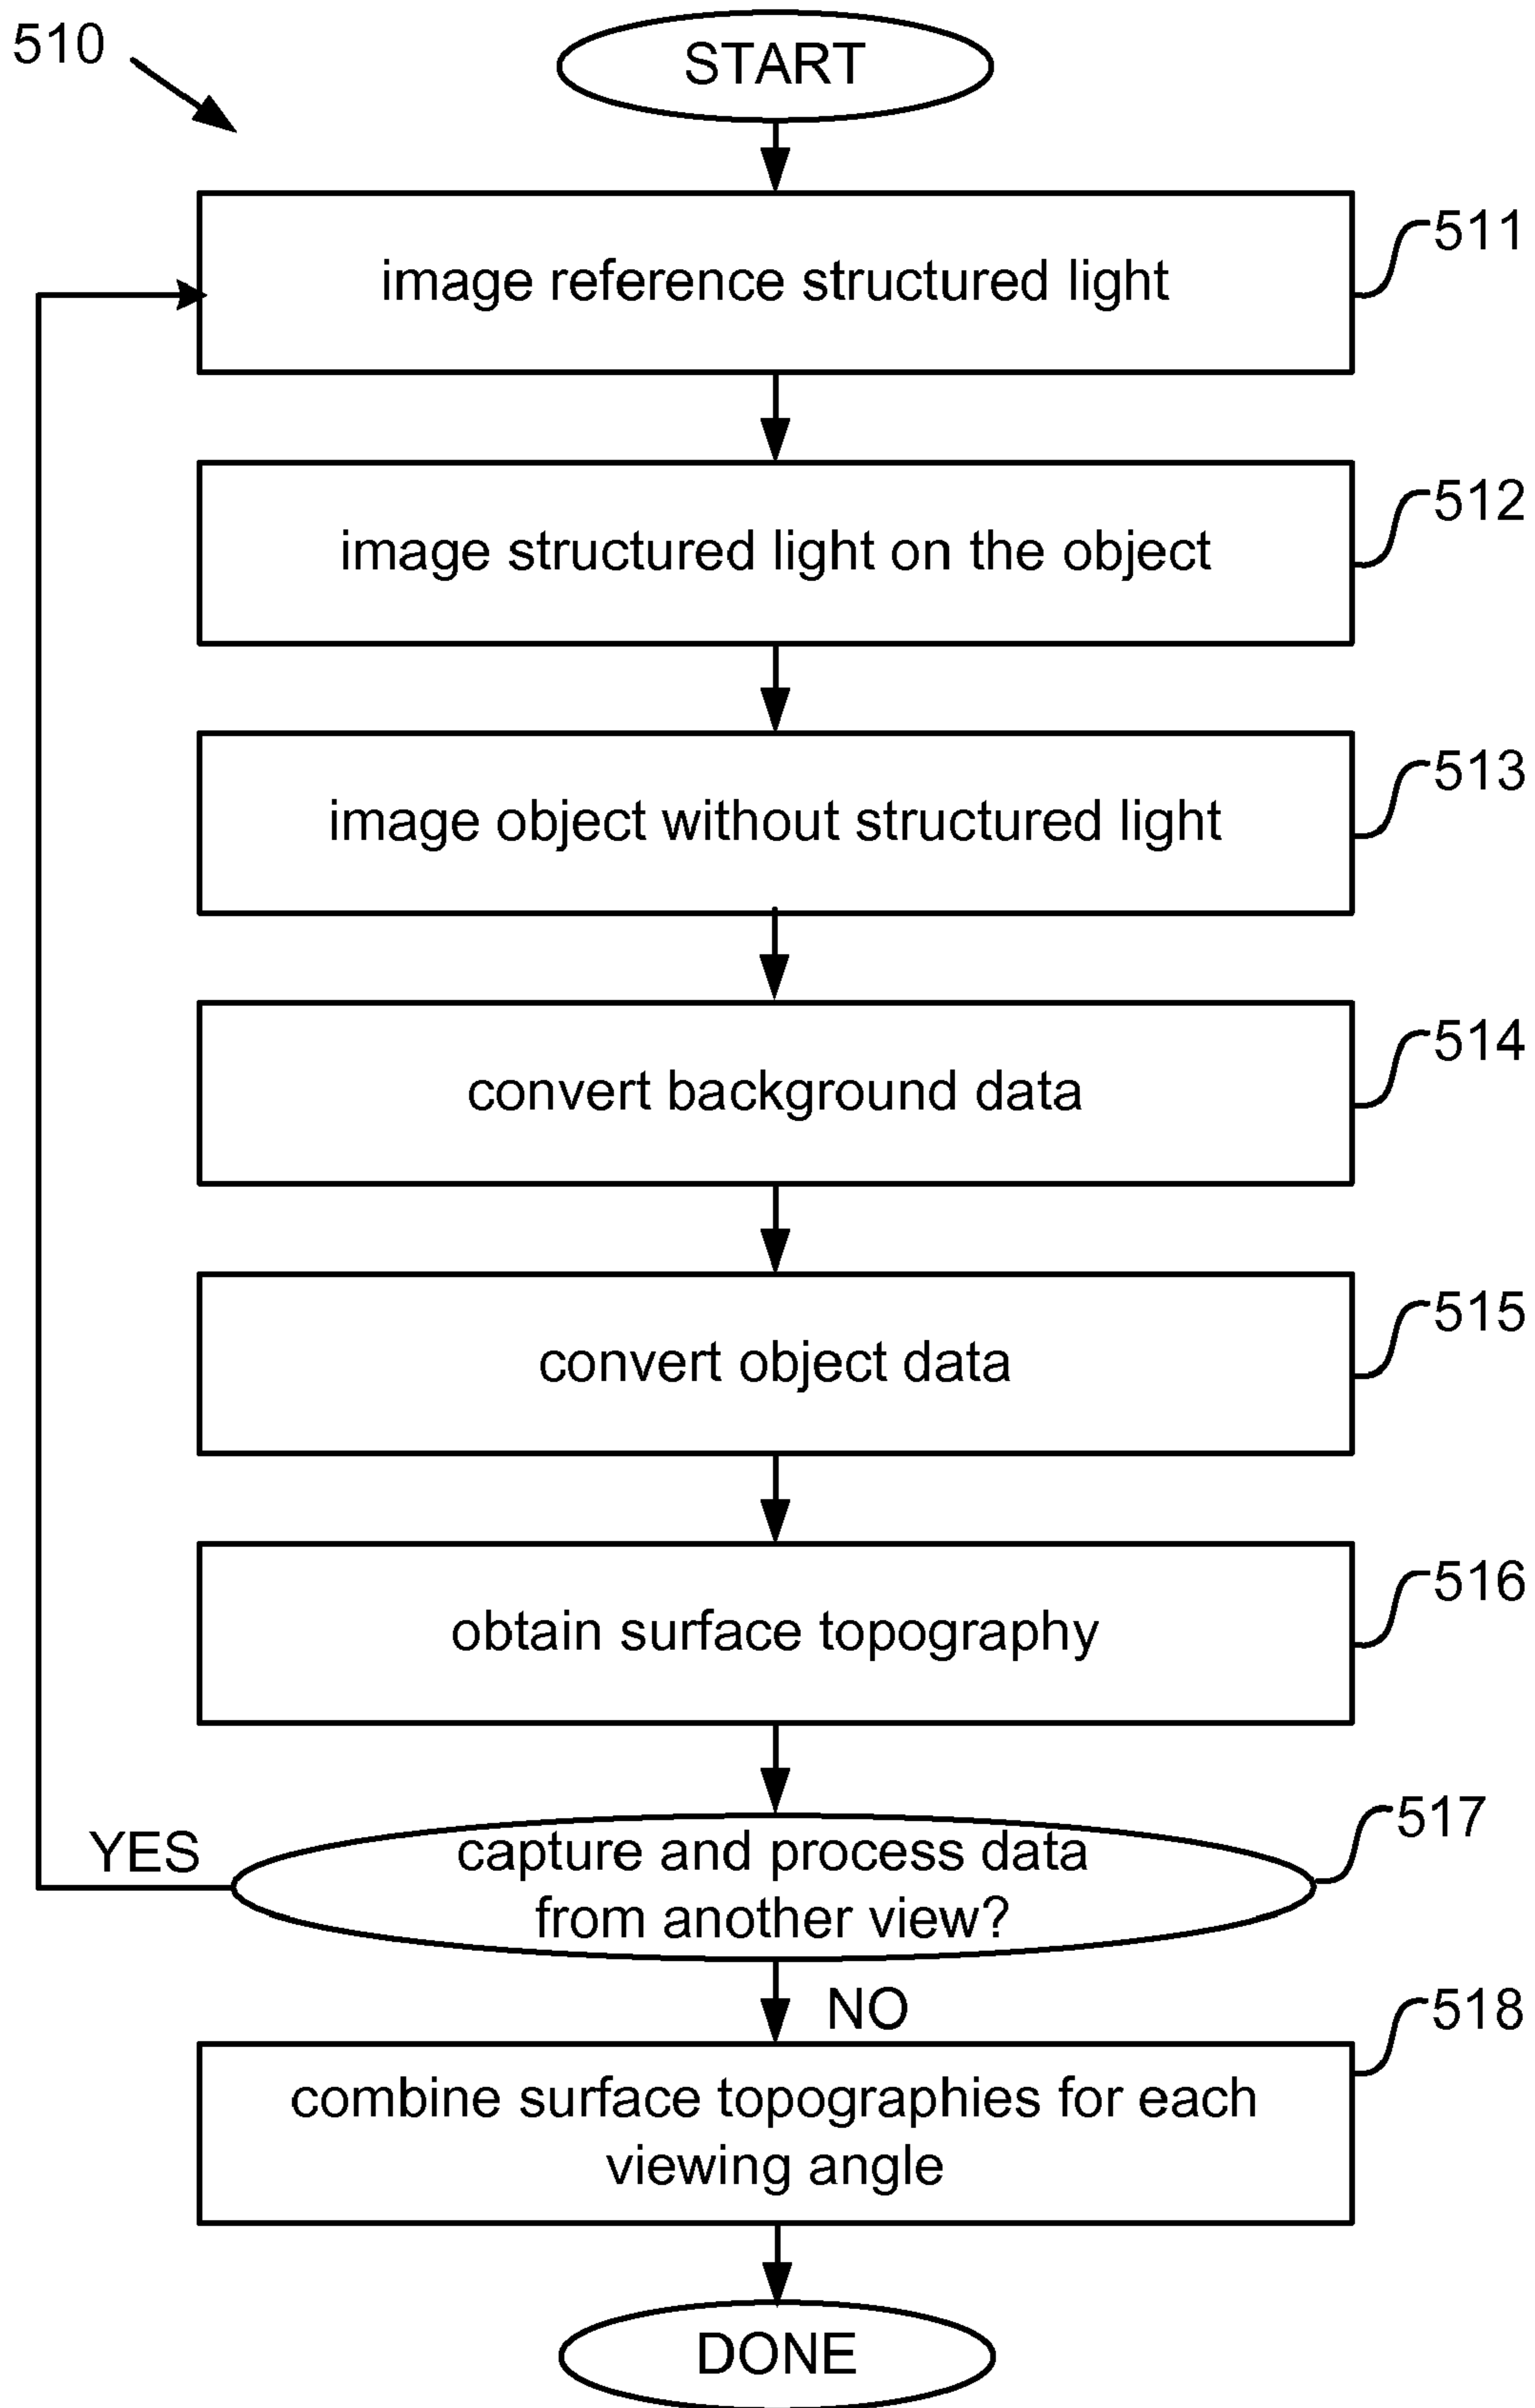 510
START
image reference structured light
511
image structured light on the object
512
image object without structured light
513
convert background data
514
convert object data
515
obtain surface topography
516
capture and process data
from another view?
517
YES
NO
combine surface topographies for each
viewing angle
518
DONE